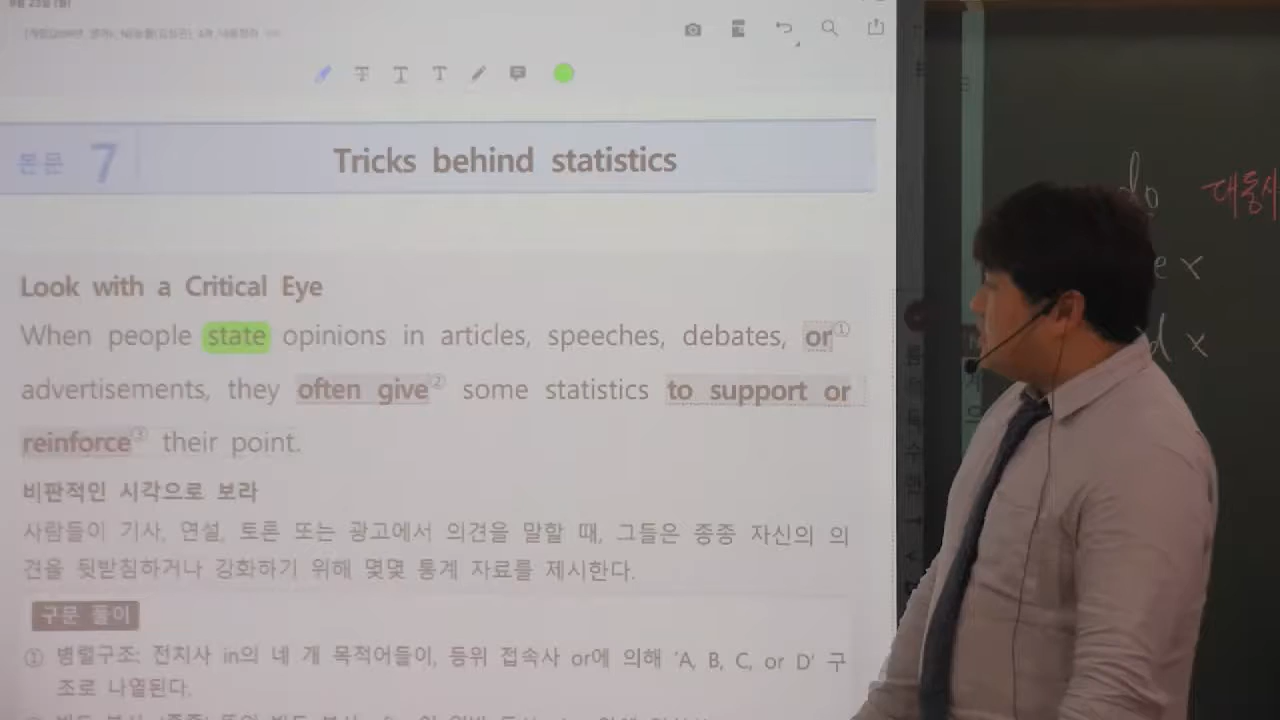 본문 7 Tricks behind statistics
Look with a Critical Eye
When people state opinions in articles, speeches, debates, or①
advertisements, they often give② some statistics to support or
reinforce③ their point.
비판적인 시각으로 보라
사람들이 기사, 연설, 토론 또는 광고에서 의견을 말할 때, 그들은 종종 자신의 의
견을 뒷받침하거나 강화하기 위해 몇몇 통계 자료를 제시한다.
구문 풀이
① 병렬구조: 전치사 in의 네 개 목적어들이, 등위 접속사 or에 의해 'A, B, C, or D' 구
조로 나열된다.
do 대동사
e x
d x